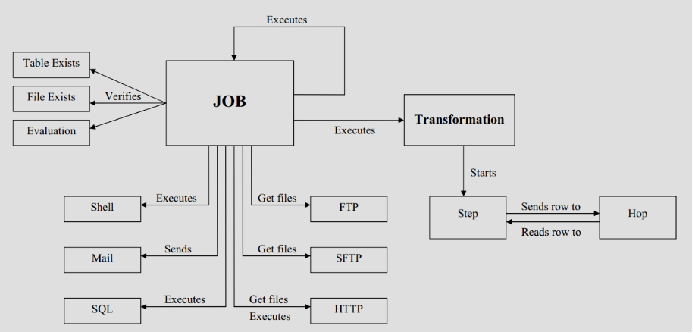 Executes
Table Exists
File Exists
Verifies
Evaluation
JOB
Executes
Transformation
Starts
Shell
Executes
Get files
FTP
Step
Sends row to
Reads row to
Hop
Mail
Sends
Get files
SFTP
SQL
Executes
Get files
Executes
HTTP